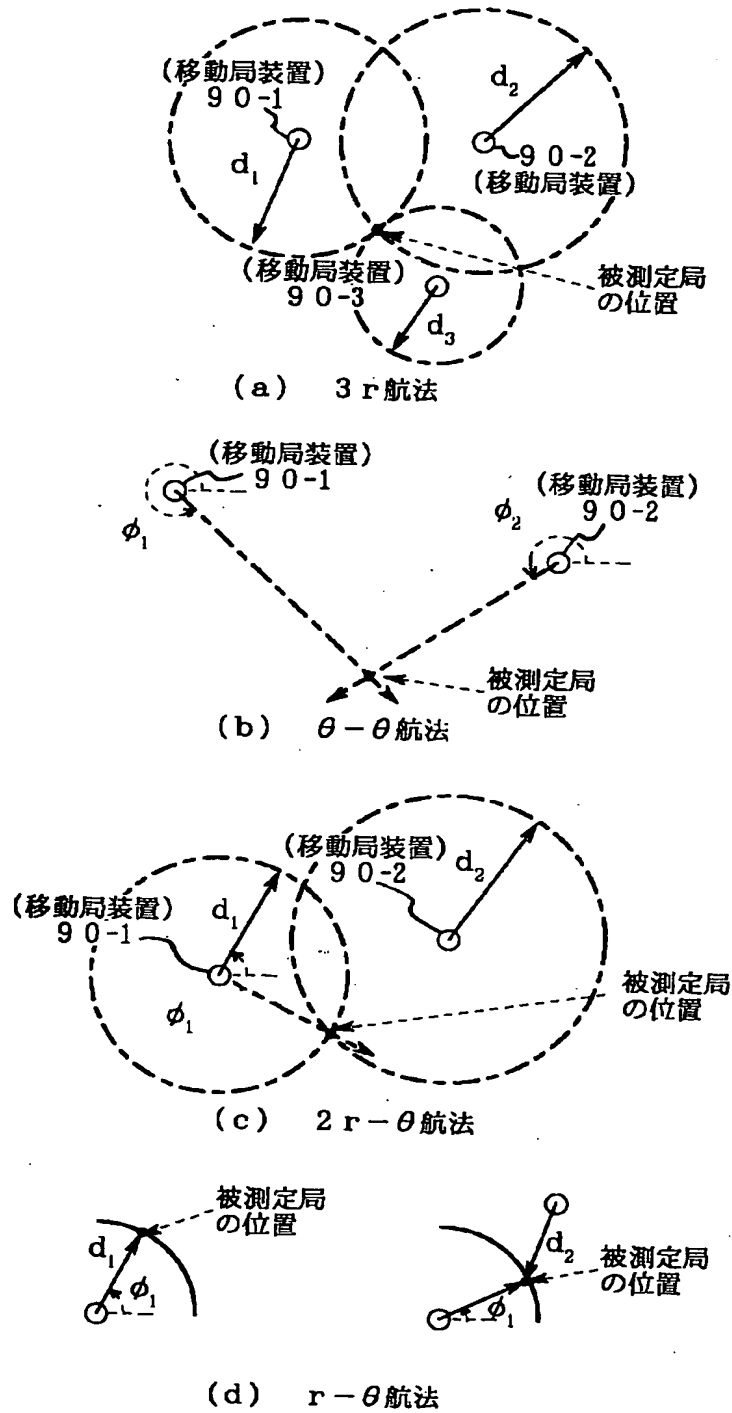 (移動局装置)
90-1
d₁
d₂
90-2
(移動局装置)
(移動局装置)
90-3
d₃
被測定局
の位置
(a) 3r航法
(移動局装置)
90-1
φ₁
(移動局装置)
90-2
φ₂
被測定局
の位置
(b) θ-θ航法
(移動局装置)
90-2
d₂
(移動局装置)
90-1
d₁
φ₁
被測定局
の位置
(c) 2r-θ航法
被測定局
の位置
d₁
φ₁
d₂
φ₁
被測定局
の位置
(d) r-θ航法